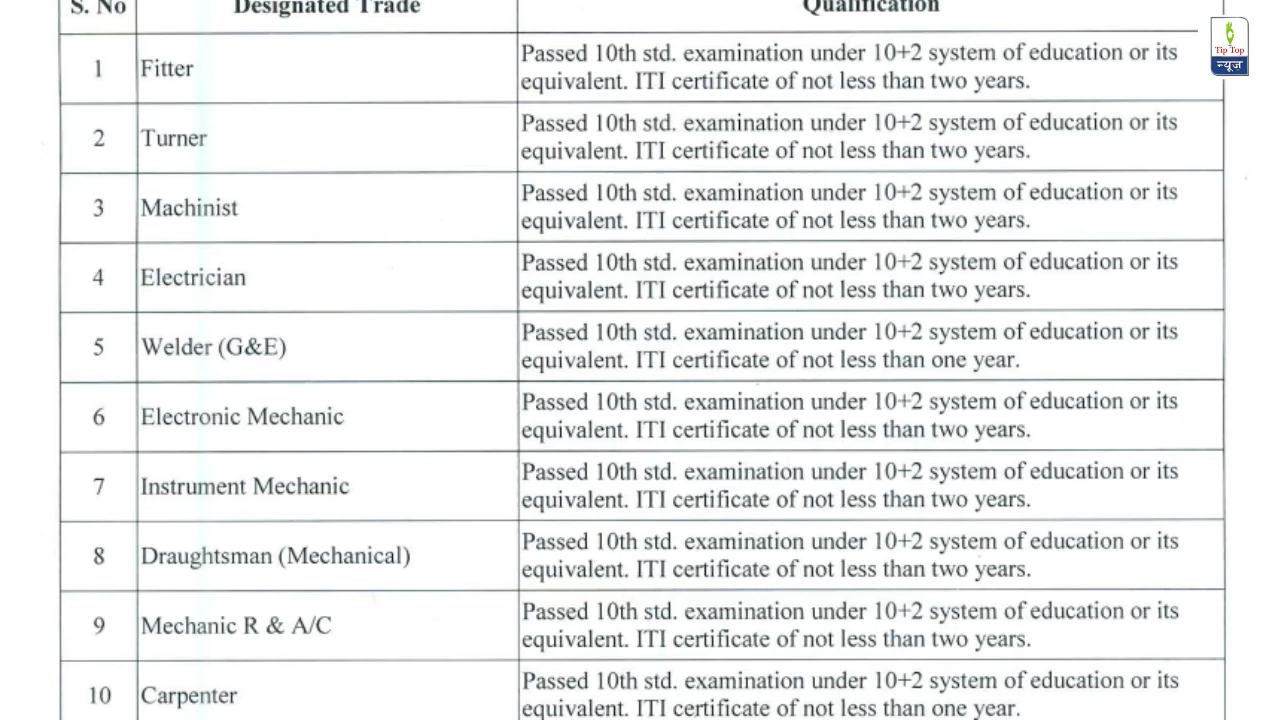 S. No Designated Trade Qualification
1 Fitter Passed 10th std. examination under 10+2 system of education or its
equivalent. ITI certificate of not less than two years.
2 Turner Passed 10th std. examination under 10+2 system of education or its
equivalent. ITI certificate of not less than two years.
3 Machinist Passed 10th std. examination under 10+2 system of education or its
equivalent. ITI certificate of not less than two years.
4 Electrician Passed 10th std. examination under 10+2 system of education or its
equivalent. ITI certificate of not less than two years.
5 Welder (G&E) Passed 10th std. examination under 10+2 system of education or its
equivalent. ITI certificate of not less than one year.
6 Electronic Mechanic Passed 10th std. examination under 10+2 system of education or its
equivalent. ITI certificate of not less than two years.
7 Instrument Mechanic Passed 10th std. examination under 10+2 system of education or its
equivalent. ITI certificate of not less than two years.
8 Draughtsman (Mechanical) Passed 10th std. examination under 10+2 system of education or its
equivalent. ITI certificate of not less than two years.
9 Mechanic R & A/C Passed 10th std. examination under 10+2 system of education or its
equivalent. ITI certificate of not less than two years.
10 Carpenter Passed 10th std. examination under 10+2 system of education or its
equivalent. ITI certificate of not less than one year.
Tip Top
न्यूज